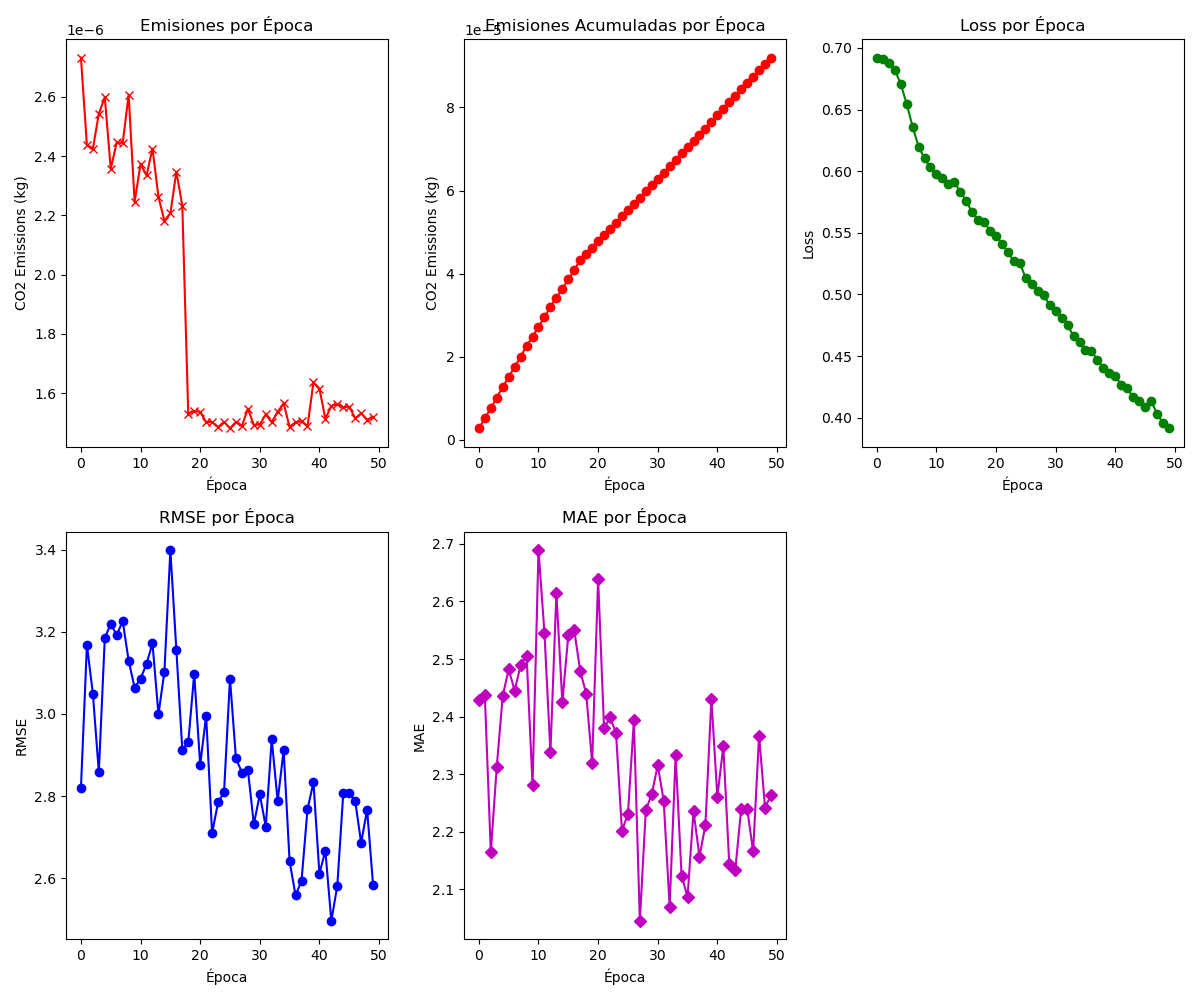 Emisiones por Época
1e−6
CO2 Emissions (kg)
2.6
2.4
2.2
2.0
1.8
1.6
0 10 20 30 40 50
Época
Emisiones Acumuladas por Época
1e−5
CO2 Emissions (kg)
8
6
4
2
0
0 10 20 30 40 50
Época
Loss por Época
Loss
0.70
0.65
0.60
0.55
0.50
0.45
0.40
0 10 20 30 40 50
Época
RMSE por Época
RMSE
3.4
3.2
3.0
2.8
2.6
0 10 20 30 40 50
Época
MAE por Época
MAE
2.7
2.6
2.5
2.4
2.3
2.2
2.1
0 10 20 30 40 50
Época